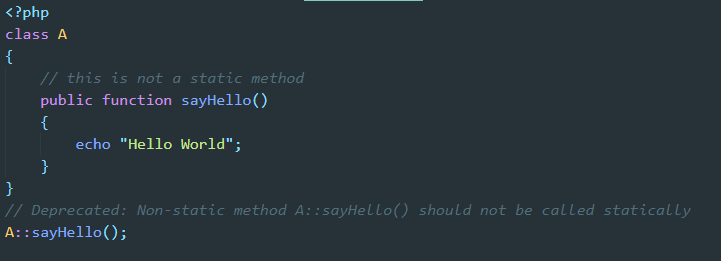 <?php
class A
{
    // this is not a static method
    public function sayHello()
    {
        echo "Hello World";
    }
}
// Deprecated: Non-static method A::sayHello() should not be called statically
A::sayHello();